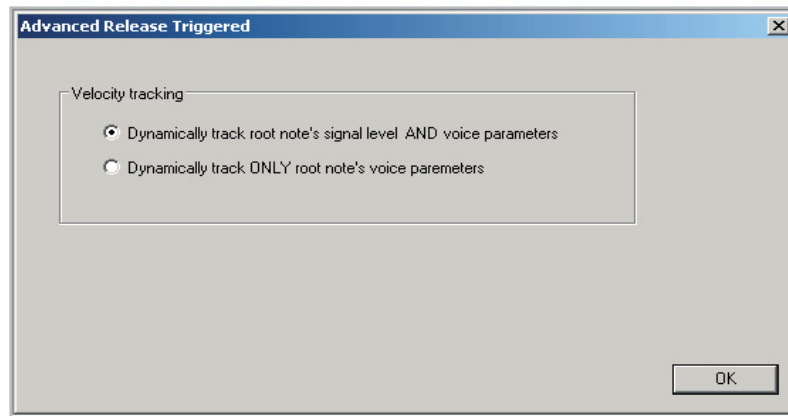 Advanced Release Triggered
Velocity tracking
Dynamically track root note's signal level AND voice parameters
Dynamically track ONLY root note's voice paremeters
OK